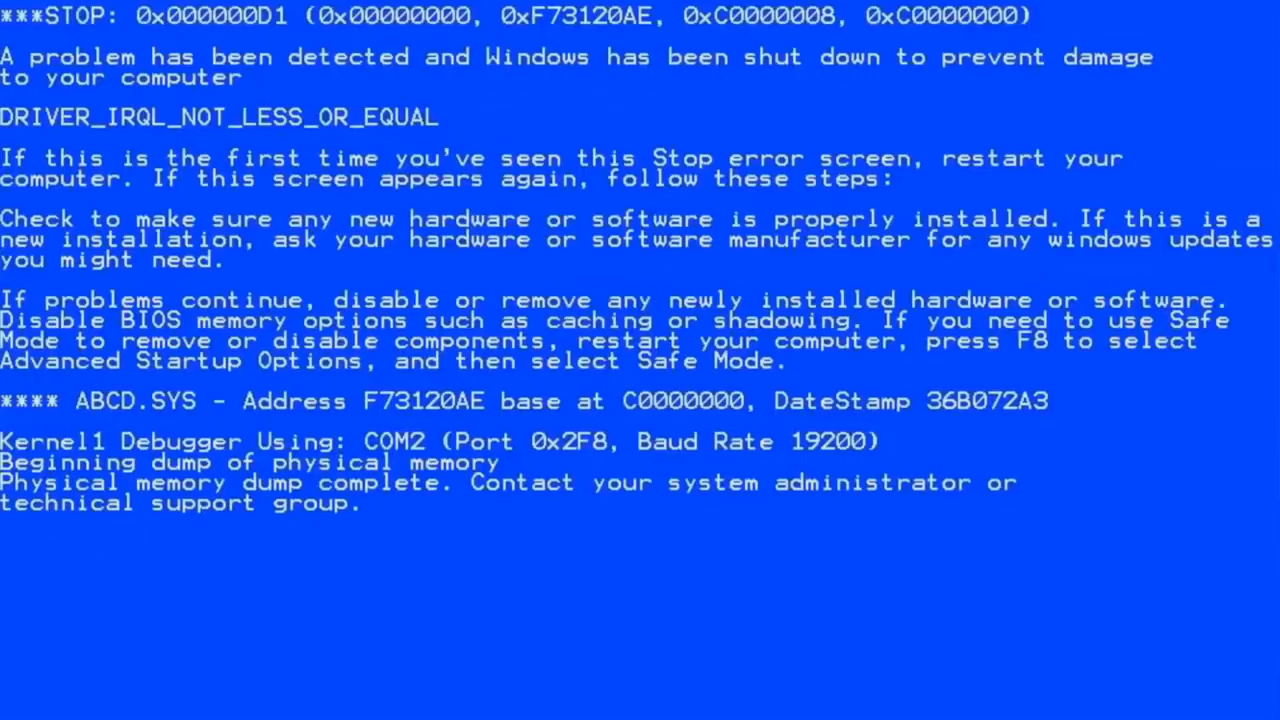 ***STOP: 0x000000D1 (0x00000000, 0xF73120AE, 0xC0000008, 0xC0000000)
A problem has been detected and Windows has been shut down to prevent damage
to your computer
DRIVER_IRQL_NOT_LESS_OR_EQUAL
If this is the first time you've seen this Stop error screen, restart your
computer. If this screen appears again, follow these steps:
Check to make sure any new hardware or software is properly installed. If this is a
new installation, ask your hardware or software manufacturer for any windows updates
you might need.
If problems continue, disable or remove any newly installed hardware or software.
Disable BIOS memory options such as caching or shadowing. If you need to use Safe
Mode to remove or disable components, restart your computer, press F8 to select
Advanced Startup Options, and then select Safe Mode.
**** ABCD.SYS - Address F73120AE base at C0000000, DateStamp 36B072A3
Kernel1 Debugger Using: COM2 (Port 0x2F8, Baud Rate 19200)
Beginning dump of physical memory
Physical memory dump complete. Contact your system administrator or
technical support group.